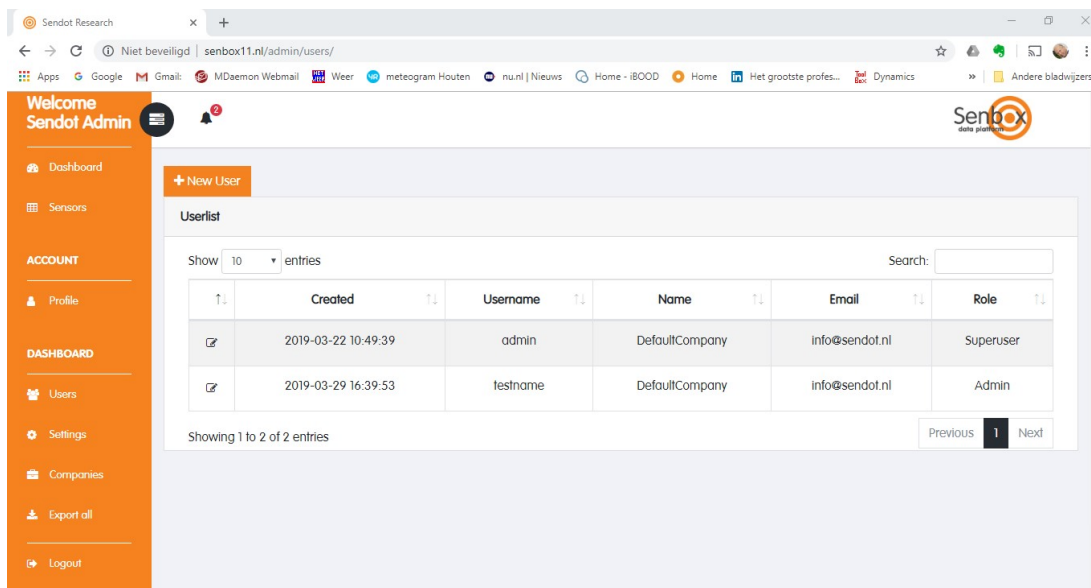 Sendot Research
Niet beveiligd | senbox11.nl/admin/users/
Apps Google Gmail: MDaemon Webmail Weer meteogram Houten nu.nl | Nieuws Home - iBOOD Home Het grootste profes... Dynamics » Andere bladwijzers
Welcome
Sendot Admin
2
Senbox
data platform
Dashboard
Sensors
ACCOUNT
Profile
DASHBOARD
Users
Settings
Companies
Export all
Logout
+ New User
Userlist
Show 10 entries
Search:
Created Username Name Email Role
2019-03-22 10:49:39 admin DefaultCompany info@sendot.nl Superuser
2019-03-29 16:39:53 testname DefaultCompany info@sendot.nl Admin
Showing 1 to 2 of 2 entries
Previous 1 Next